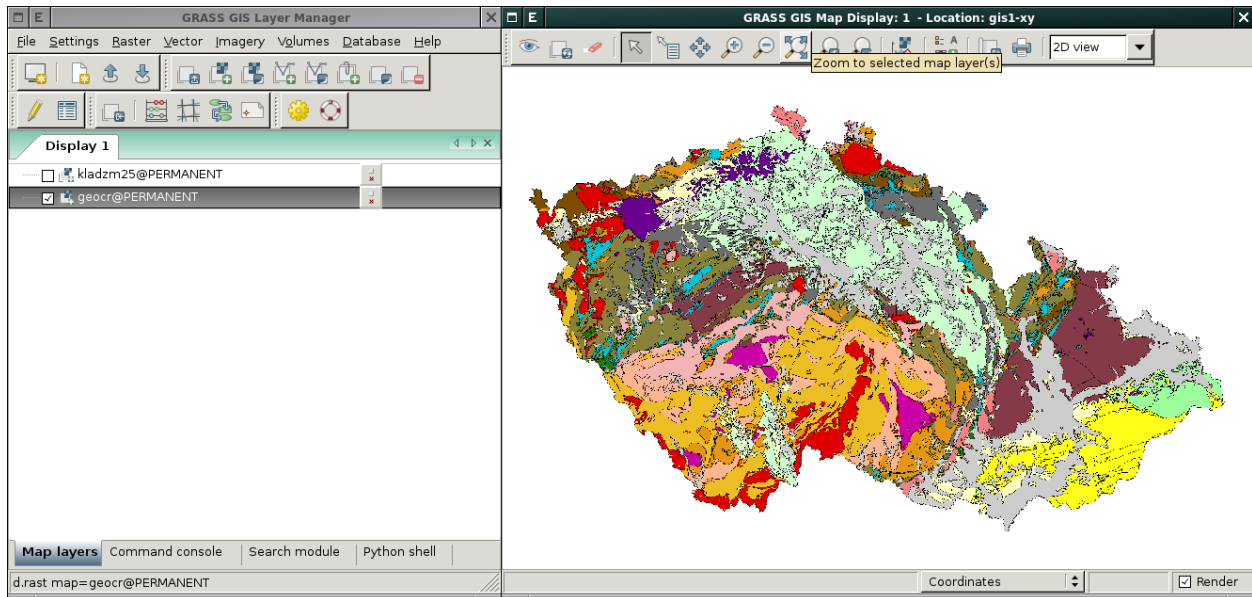 E GRASS GIS Layer Manager
File Settings Raster Vector Imagery Volumes Database Help
Display 1
kladzm25@PERMANENT
geocr@PERMANENT
Map layers Command console Search module Python shell
d.rast map=geocr@PERMANENT
E GRASS GIS Map Display: 1 - Location: gis1-xy
A
2D view
Zoom to selected map layer(s)
Coordinates
Render